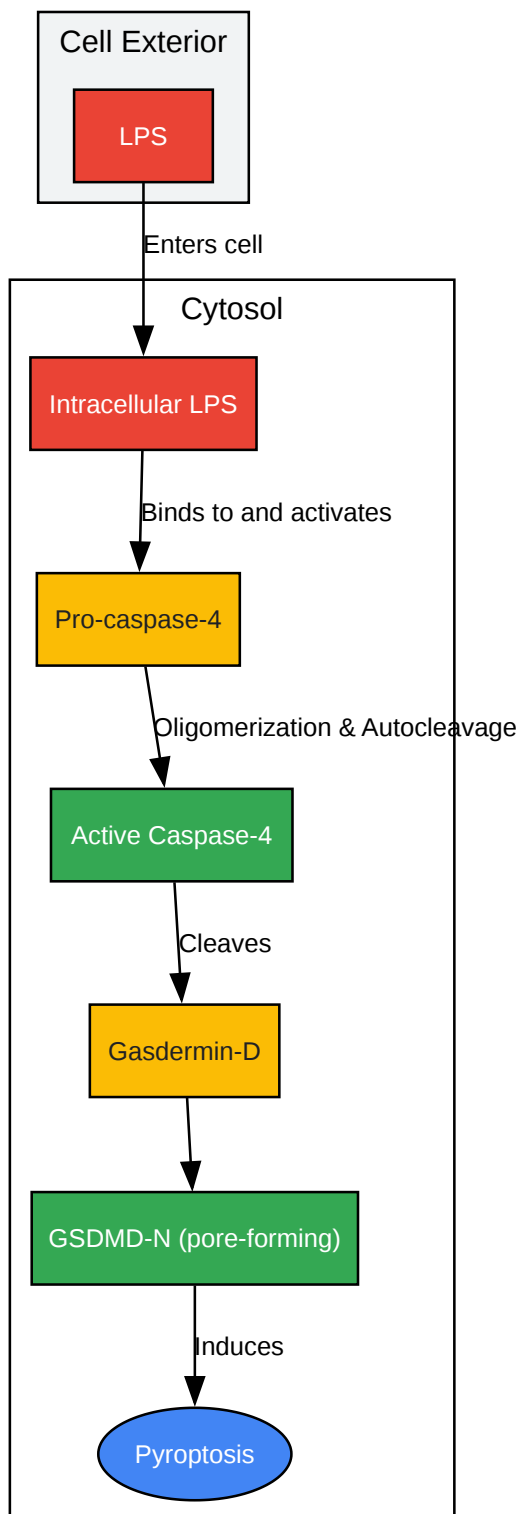 Cell Exterior
LPS
Enters cell
Cytosol
Intracellular LPS
Binds to and activates
Pro-caspase-4
Oligomerization & Autocleavage
Active Caspase-4
Cleaves
Gasdermin-D
GSDMD-N (pore-forming)
Induces
Pyroptosis